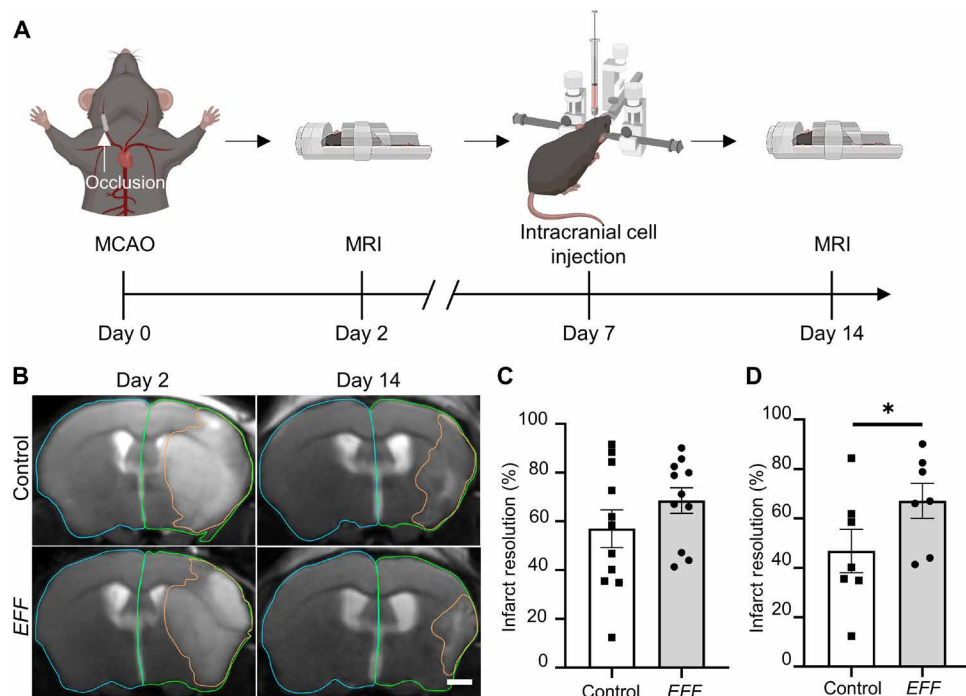 A
Occlusion
MCAO
MRI
Intracranial cell
injection
MRI
Day 0
Day 2
Day 7
Day 14
B
Day 2
Day 14
Control
EFF
C
Infarct resolution (%)
100
80
60
40
20
0
Control
EFF
D
*
Infarct resolution (%)
100
80
60
40
20
0
Control
EFF